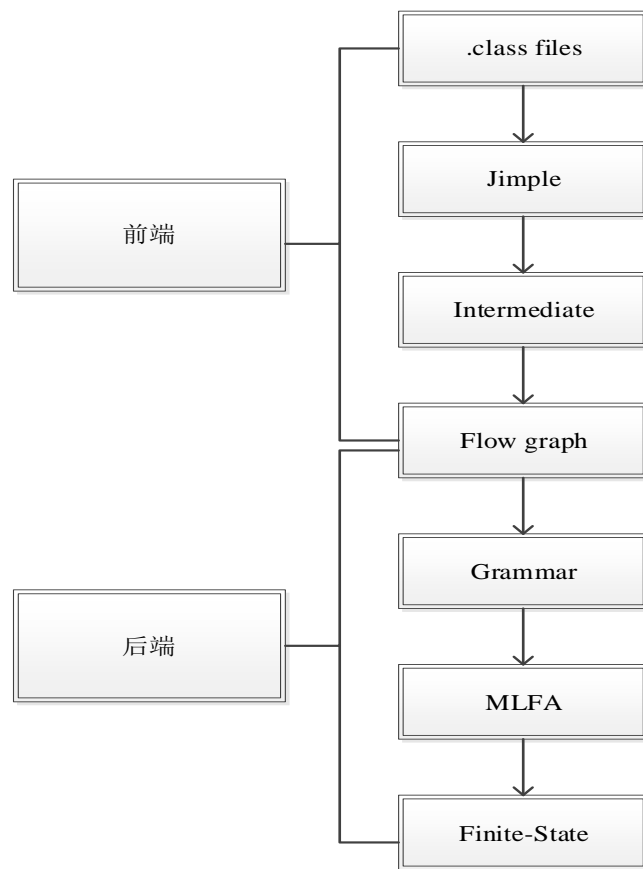 .class files
Jimple
前端
Intermediate
Flow graph
Grammar
后端
MLFA
Finite-State